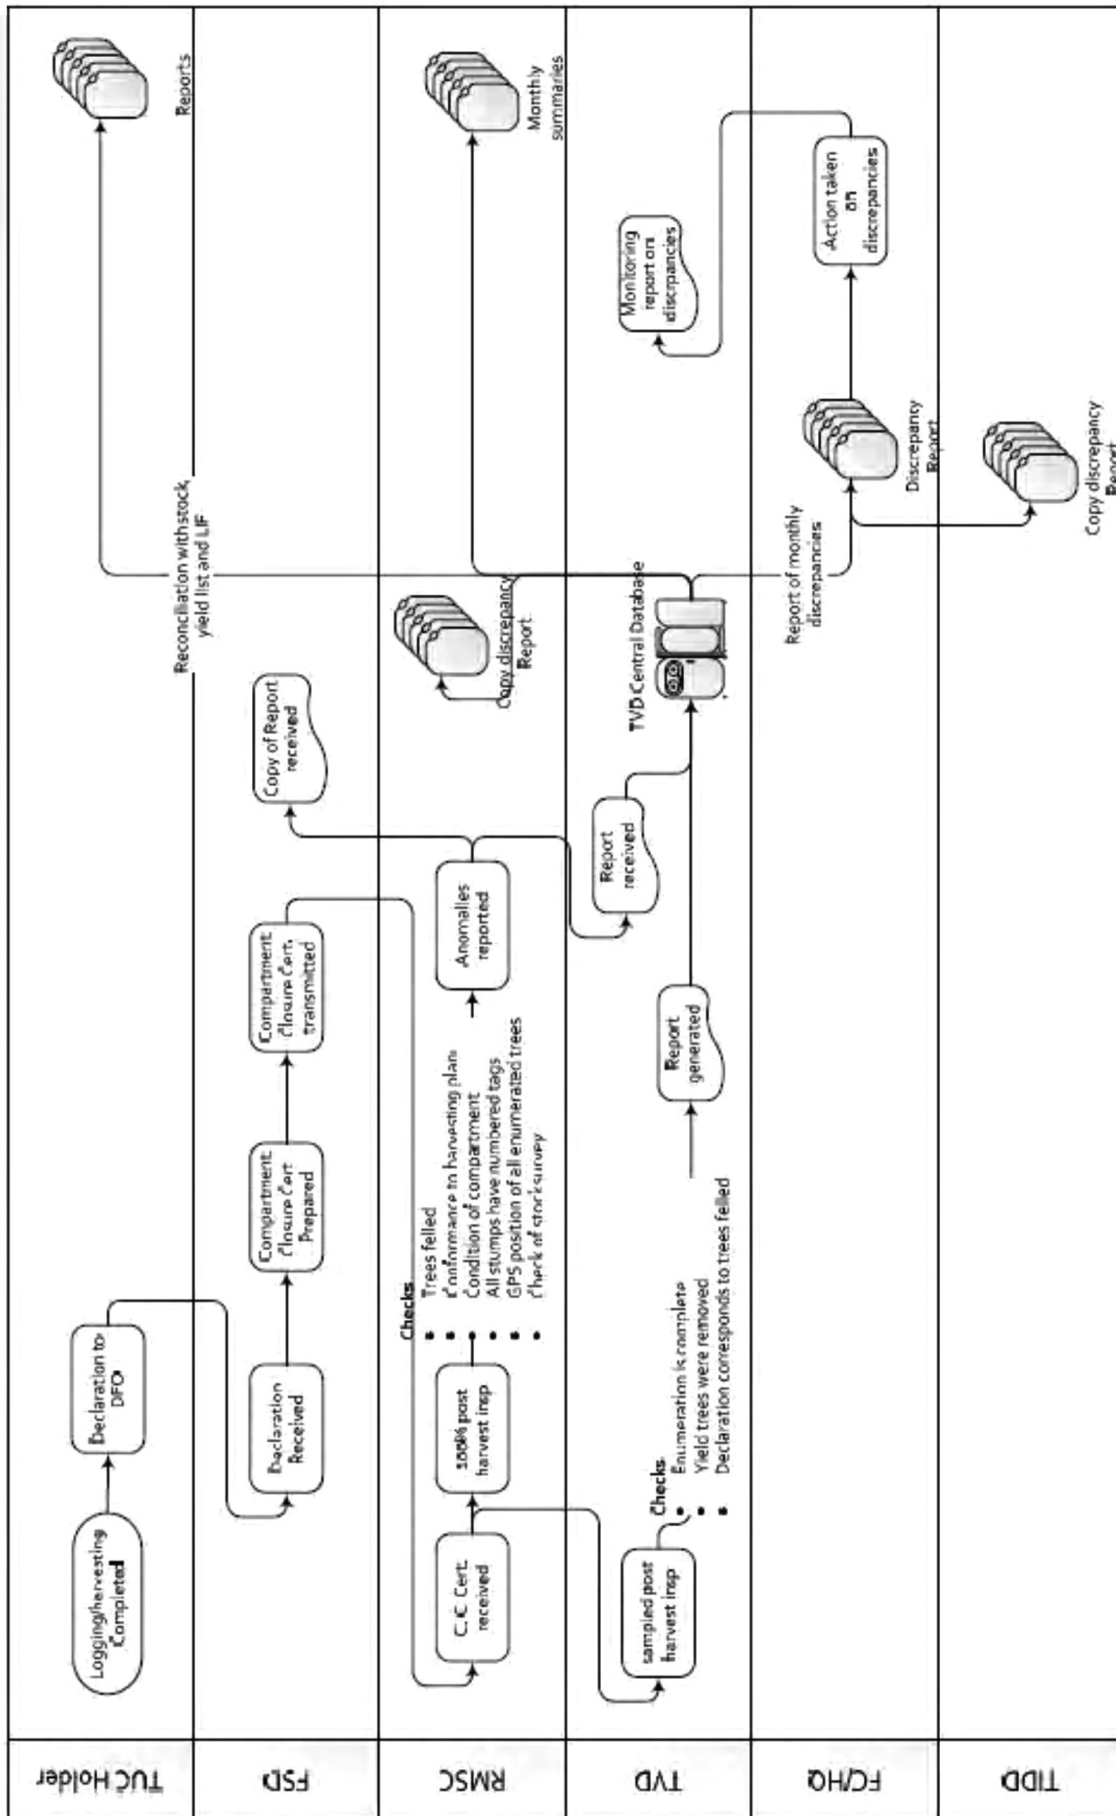 TUC Holder
Logging/harvesting
Completed
Declaration to
DFO
Reconciliation with stock,
yield list and LIF
Reports
FSD
Declaration
Received
Compartment
Closure Cert
Prepared
Compartment
Closure Cert.
transmitted
Copy of Report
received
RMSC
C.C Cert.
received
100% post
harvest insp
Checks
• Trees felled
• Conformance to harvesting plan
• Condition of compartment
• All stumps have numbered tags
• GPS position of all enumerated trees
• Check of stock survey
Anomalies
reported
Copy discrepancy
Report
Monthly
summaries
TVD
sampled post
harvest insp
Checks
• Enumeration is complete
• Yield trees were removed
• Declaration corresponds to trees felled
Report
generated
Report
received
TVD Central Database
Monitoring
report on
discrpancies
FC/HQ
Report of monthly
discrepancies
Discrepancy
Report
Action taken
on
discrepancies
TIDD
Copy discrepancy
Report